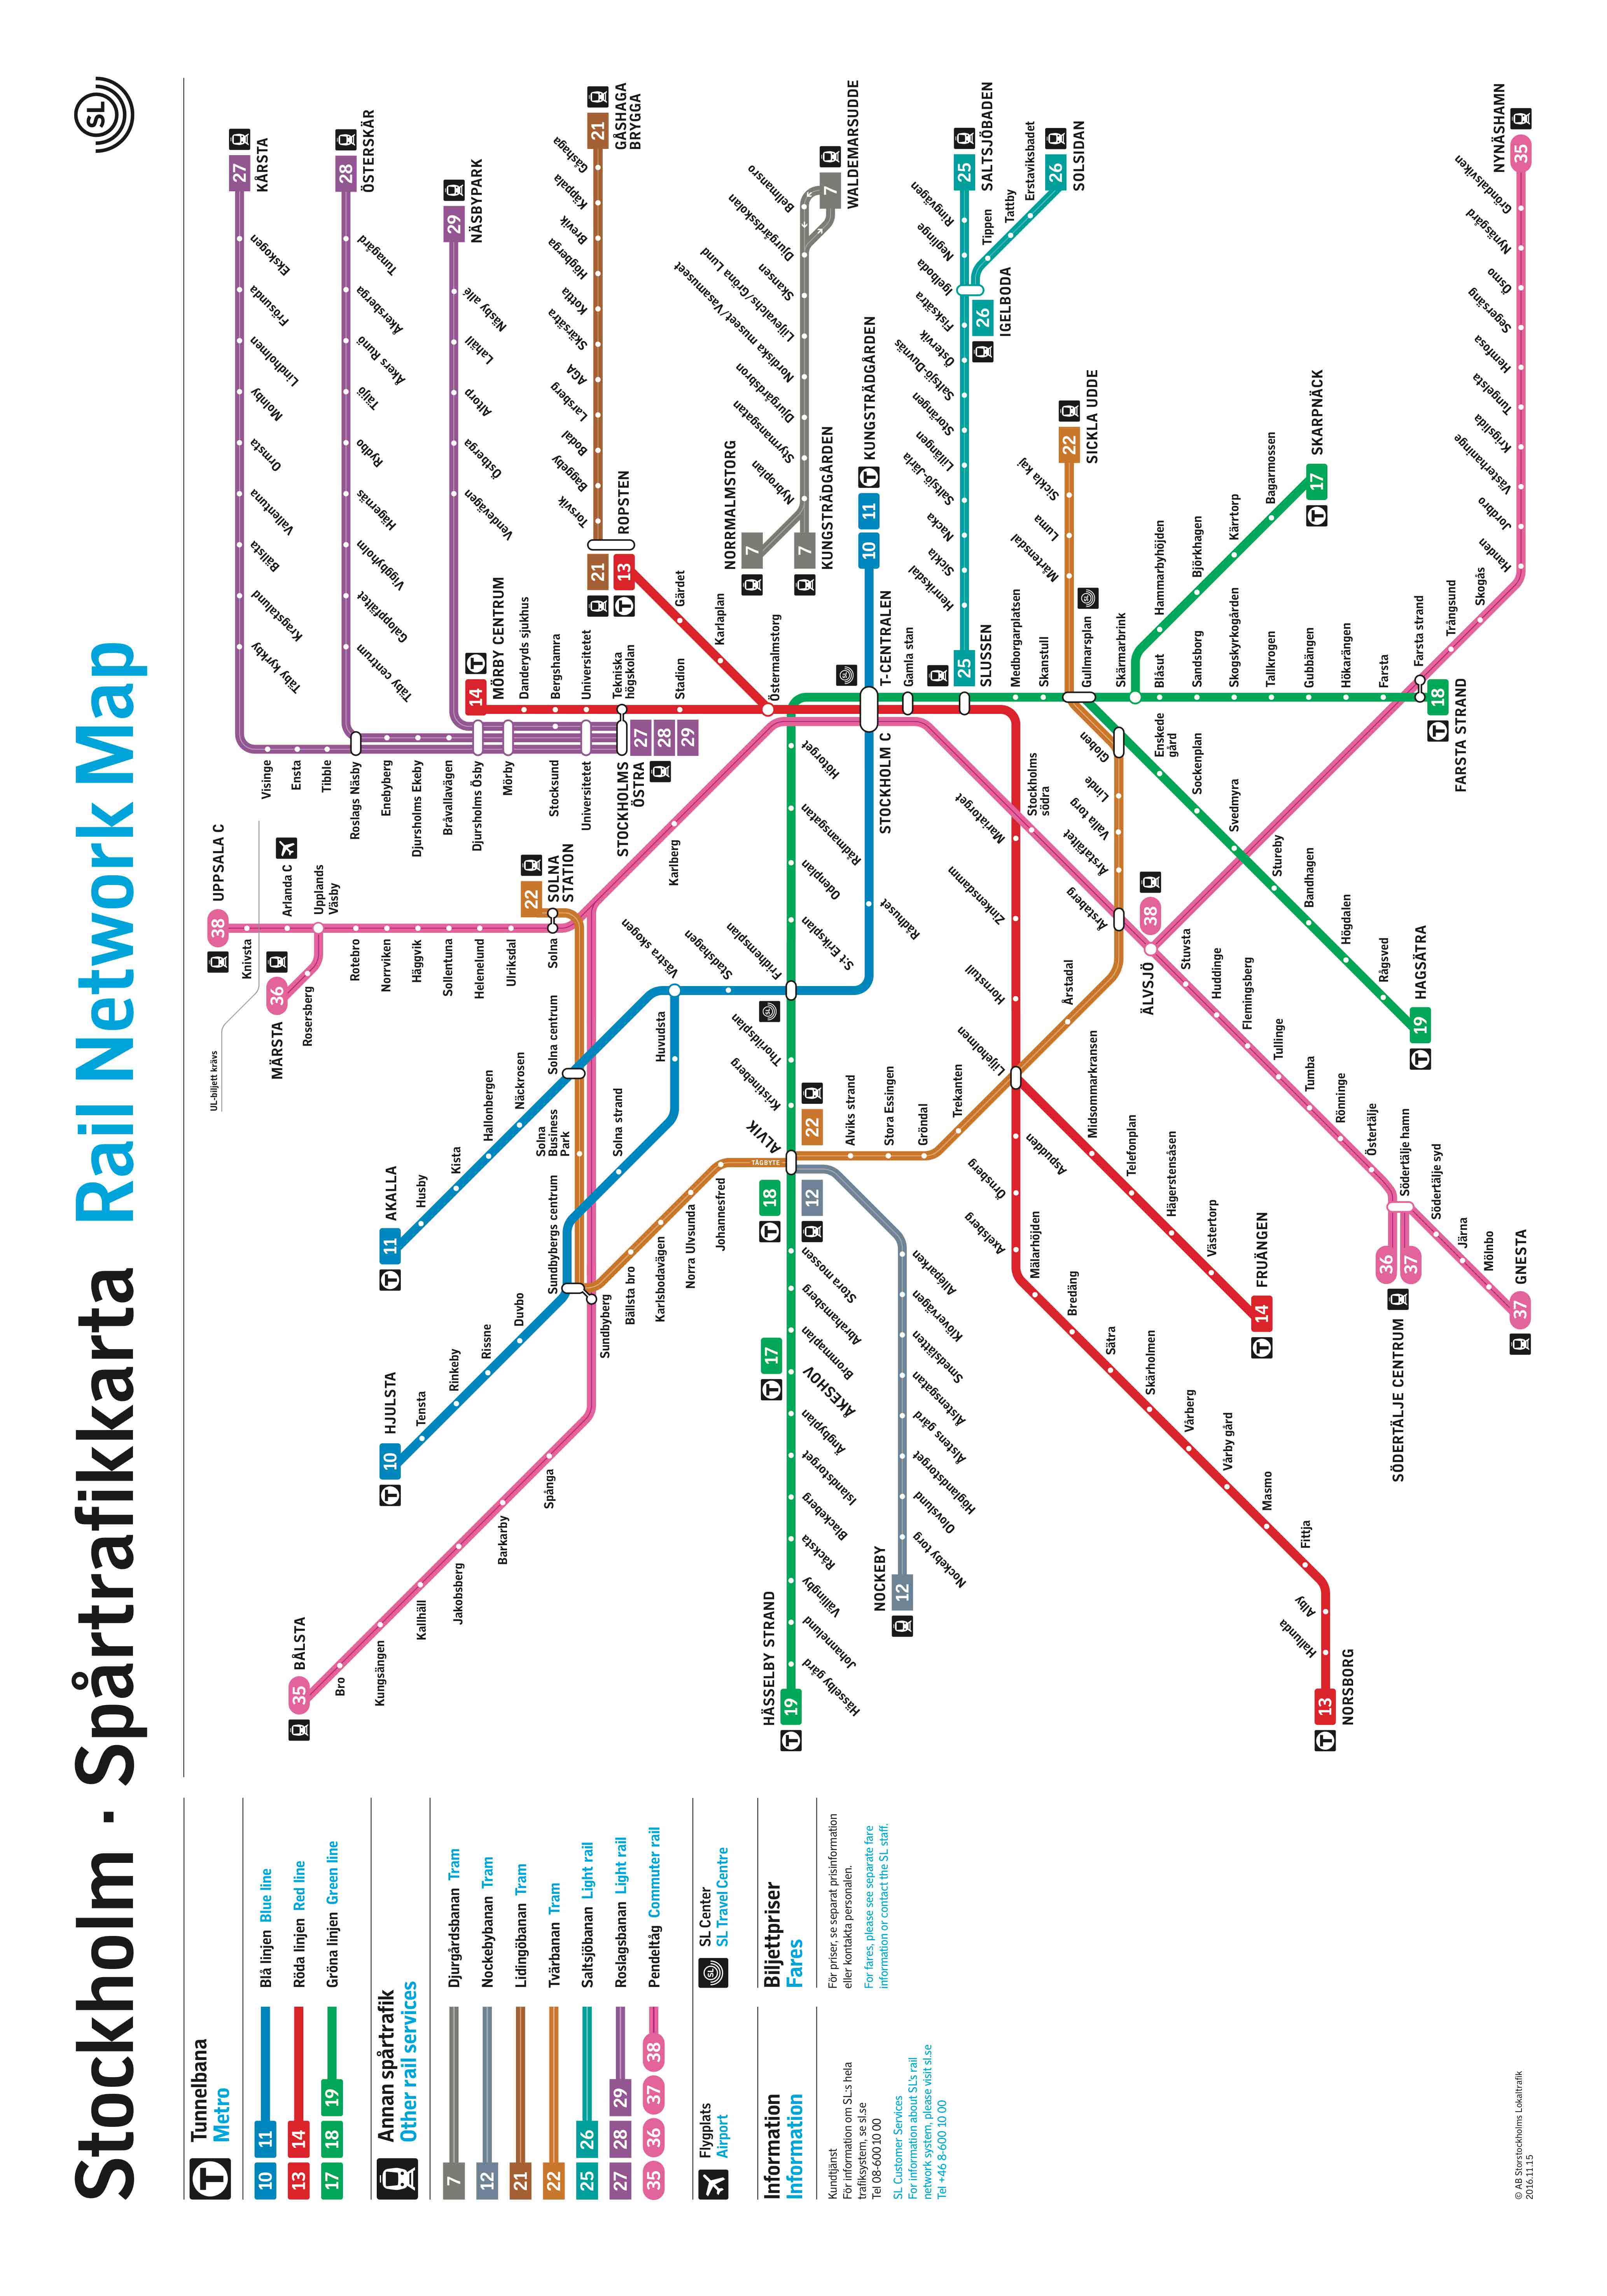 Stockholm · Spårtrafikkarta Rail Network Map
SL
Tunnelbana
Metro
10 11 Blå linjen Blue line
13 14 Röda linjen Red line
17 18 19 Gröna linjen Green line
Annan spårtrafik
Other rail services
7 Djurgårdsbanan Tram
12 Nockebybanan Tram
21 Lidingöbanan Tram
22 Tvärbanan Tram
25 26 Saltsjöbanan Light rail
27 28 29 Roslagsbanan Light rail
35 36 37 38 Pendeltåg Commuter rail
Flygplats
Airport
SL Center
SL Travel Centre
Information
Information
Kundtjänst
För information om SL:s hela
trafiksystem, se sl.se
Tel 08-600 10 00
SL Customer Services
For information about SL's rail
network system, please visit sl.se
Tel +46 8-600 10 00
Biljettpriser
Fares
För priser, se separat prisinformation
eller kontakta personalen.
For fares, please see separate fare
information or contact the SL staff.
© AB Storstockholms Lokaltrafik
2016.11.15
UL-biljett krävs
35 BÅLSTA
Bro
Kungsängen
Kallhäll
Jakobsberg
Barkarby
Spånga
Sundbyberg
10 HJULSTA
Tensta
Rinkeby
Rissne
Duvbo
Sundbybergs centrum
Solna strand
Huvudsta
11 AKALLA
Husby
Kista
Hallonbergen
Näckrosen
Solna centrum
Västra skogen
Stadshagen
Fridhemsplan
Rådhuset
T-CENTRALEN
STOCKHOLM C
10 11 KUNGSTRÄDGÅRDEN
Solna
Business
Park
Bällsta bro
Karlsbodavägen
Norra Ulvsunda
Johannesfred
TÅGBYTE
38 UPPSALA C
Knivsta
Arlanda C
Upplands
Väsby
36 MÄRSTA
Rosersberg
Rotebro
Norrviken
Häggvik
Sollentuna
Helenelund
Ulriksdal
Solna
22 SOLNA
STATION
Karlberg
27 KÅRSTA
Ekskogen
Frösunda
Lindholmen
Molnby
Ormsta
Vallentuna
Bällsta
Kragstalund
Täby kyrkby
Visinge
Ensta
Tibble
Roslags Näsby
Enebyberg
Djursholms Ekeby
Bråvallavägen
Djursholms Ösby
Mörby
Stocksund
Universitetet
STOCKHOLMS
ÖSTRA
27
28
29
28 ÖSTERSKÄR
Tunagård
Åkersberga
Åkers Runö
Täljö
Rydbo
Hägernäs
Viggbyholm
Galoppfältet
Täby centrum
29 NÄSBYPARK
Näsby allé
Lahäll
Altorp
Östberga
Vendevägen
14 MÖRBY CENTRUM
Danderyds sjukhus
Bergshamra
Universitetet
Tekniska
högskolan
Stadion
Östermalmstorg
21 GÅSHAGA
BRYGGA
Gåshaga
Käppala
Brevik
Högberga
Kottla
Skärsätra
AGA
Larsberg
Bodal
Baggeby
Torsvik
21
13 ROPSTEN
Gärdet
Karlaplan
NORRMALMSTORG
7
KUNGSTRÄDGÅRDEN
7
Nybroplan
Styrmansgatan
Djurgårdsbron
Nordiska museet/Vasamuseet
Liljevalchs/Gröna Lund
Skansen
Djurgårdsskolan
Bellmansro
7 WALDEMARSUDDE
HÄSSELBY STRAND
19
Hässelby gård
Johannelund
Vällingby
Råcksta
Blackeberg
Islandstorget
Ängbyplan
ÅKESHOV
17
Brommaplan
Abrahamsberg
Stora mossen
ALVIK
18
12
22
Kristineberg
Thorildsplan
S:t Eriksplan
Odenplan
Rådmansgatan
Hötorget
Gamla stan
NOCKEBY
12
Nockeby torg
Olovslund
Höglandstorget
Ålstens gård
Ålstensgatan
Smedslätten
Klövervägen
Alléparken
Alviks strand
Stora Essingen
Gröndal
Trekanten
Liljeholmen
Årstadal
Årstaberg
Årstafältet
Valla torg
Linde
Globen
Gullmarsplan
Mårtensdal
Luma
Sickla kaj
22 SICKLA UDDE
25 SLUSSEN
Henriksdal
Sickla
Nacka
Saltsjö-Järla
Lillängen
Storängen
Saltsjö-Duvnäs
Östervik
Fisksätra
Igelboda
Neglinge
Ringvägen
25 SALTSJÖBADEN
26 IGELBODA
Tippen
Tattby
Erstaviksbadet
26 SOLSIDAN
Medborgarplatsen
Skanstull
Skärmarbrink
Hammarbyhöjden
Björkhagen
Kärrtorp
Bagarmossen
17 SKARPNÄCK
Blåsut
Sandsborg
Skogskyrkogården
Tallkrogen
Gubbängen
Hökarängen
Farsta
Farsta strand
18 FARSTA STRAND
Enskede
gård
Sockenplan
Svedmyra
Stureby
Bandhagen
Högdalen
Rågsved
19 HAGSÄTRA
Mariatorget
Zinkensdamm
Hornstull
Aspudden
Örnsberg
Axelsberg
Mälarhöjden
Bredäng
Sätra
Skärholmen
Vårberg
Vårby gård
Masmo
Fittja
Alby
Hallunda
13 NORSBORG
Midsommarkransen
Telefonplan
Hägerstensåsen
Västertorp
14 FRUÄNGEN
Stockholms
södra
38 ÄLVSJÖ
Stuvsta
Huddinge
Flemingsberg
Tullinge
Tumba
Rönninge
Östertälje
Södertälje hamn
Södertälje syd
Järna
Mölnbo
37 GNESTA
36
37
SÖDERTÄLJE CENTRUM
Trångsund
Skogås
Handen
Jordbro
Västerhaninge
Krigslida
Tungelsta
Hemfosa
Segersäng
Ösmo
Nynäsgård
Gröndalsviken
35 NYNÄSHAMN